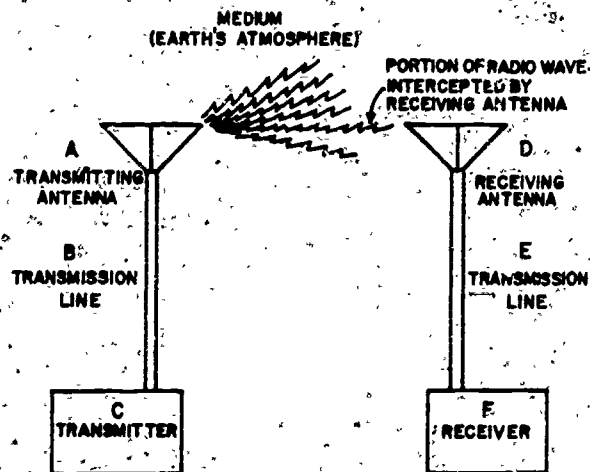 MEDIUM
(EARTH'S ATMOSPHERE)
PORTION OF RADIO WAVE
INTERCEPTED BY
RECEIVING ANTENNA
A
TRANSMITTING
ANTENNA
D
RECEIVING
ANTENNA
B
TRANSMISSION
LINE
E
TRANSMISSION
LINE
C
TRANSMITTER
F
RECEIVER